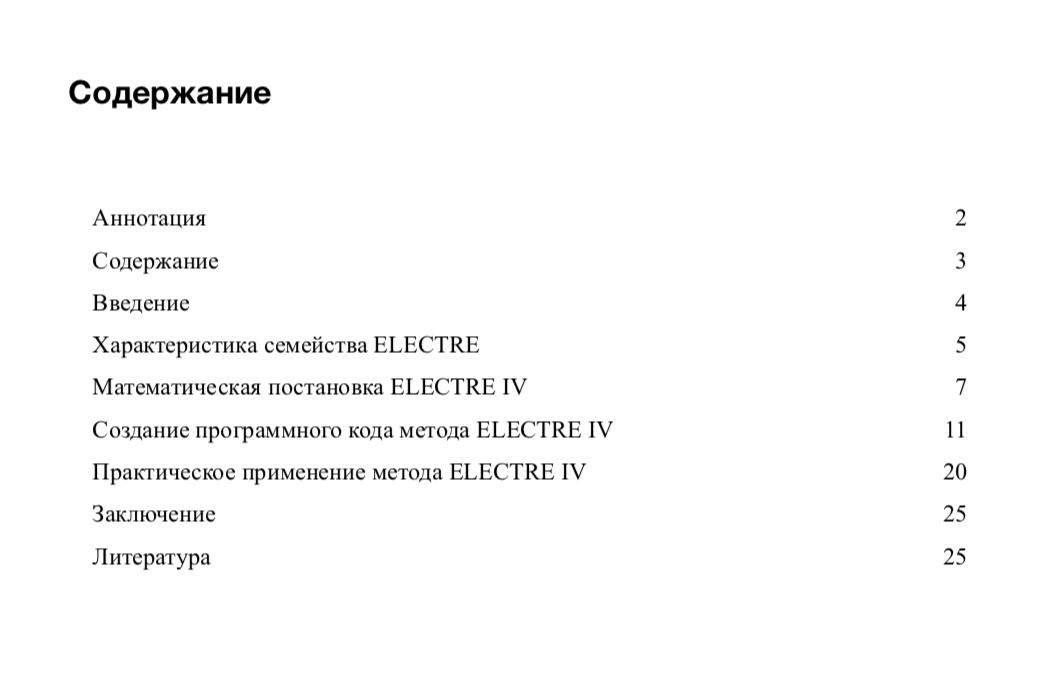 Содержание
Аннотация 2
Содержание 3
Введение 4
Характеристика семейства ELECTRE 5
Математическая постановка ELECTRE IV 7
Создание программного кода метода ELECTRE IV 11
Практическое применение метода ELECTRE IV 20
Заключение 25
Литература 25